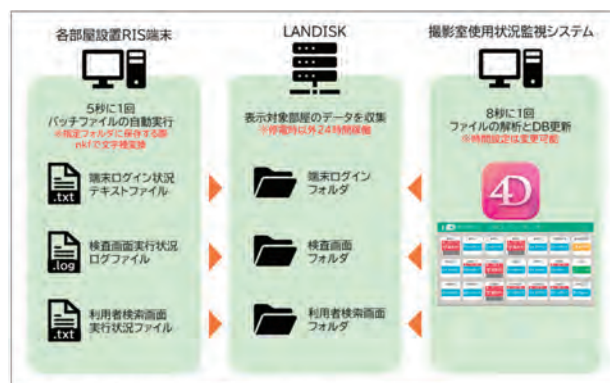 各部屋設置RIS端末
5秒に1回
バッチファイルの自動実行
※指定フォルダに保存する際
nkfで文字種変換
端末ログイン状況
テキストファイル
.txt
検査画面実行状況
ログファイル
.log
利用者検索画面
実行状況ファイル
.txt
LANDISK
表示対象部屋のデータを収集
※停電時以外24時間稼働
端末ログイン
フォルダ
検査画面
フォルダ
利用者検索画面
フォルダ
撮影室使用状況監視システム
8秒に1回
ファイルの解析とDB更新
※時間設定は変更可能
4D